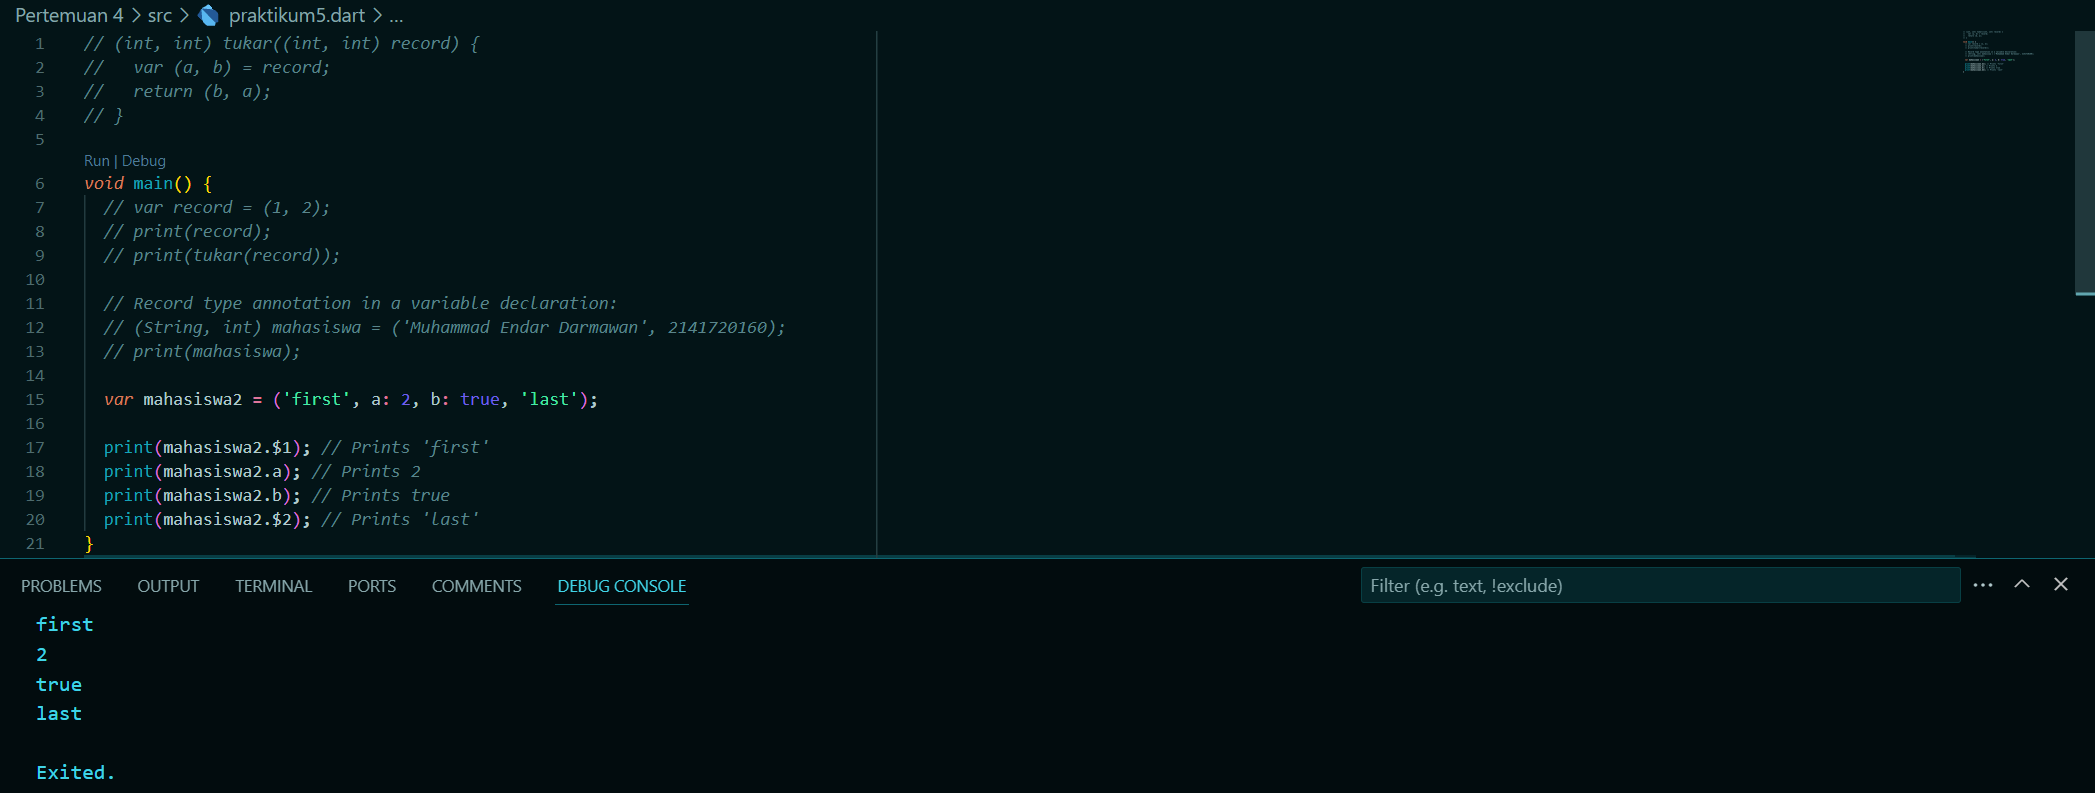 Pertemuan 4 > src > praktikum5.dart > ...
1 // (int, int) tukar((int, int) record) {
2 //   var (a, b) = record;
3 //   return (b, a);
4 // }
5
Run | Debug
6 void main() {
7   // var record = (1, 2);
8   // print(record);
9   // print(tukar(record));
10
11   // Record type annotation in a variable declaration:
12   // (String, int) mahasiswa = ('Muhammad Endar Darmawan', 2141720160);
13   // print(mahasiswa);
14
15   var mahasiswa2 = ('first', a: 2, b: true, 'last');
16
17   print(mahasiswa2.$1); // Prints 'first'
18   print(mahasiswa2.a); // Prints 2
19   print(mahasiswa2.b); // Prints true
20   print(mahasiswa2.$2); // Prints 'last'
21 }
PROBLEMS OUTPUT TERMINAL PORTS COMMENTS DEBUG CONSOLE Filter (e.g. text, !exclude)
first
2
true
last
Exited.